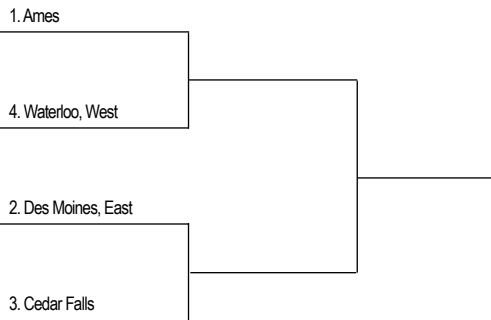 1. Ames
4. Waterloo, West
2. Des Moines, East
3. Cedar Falls